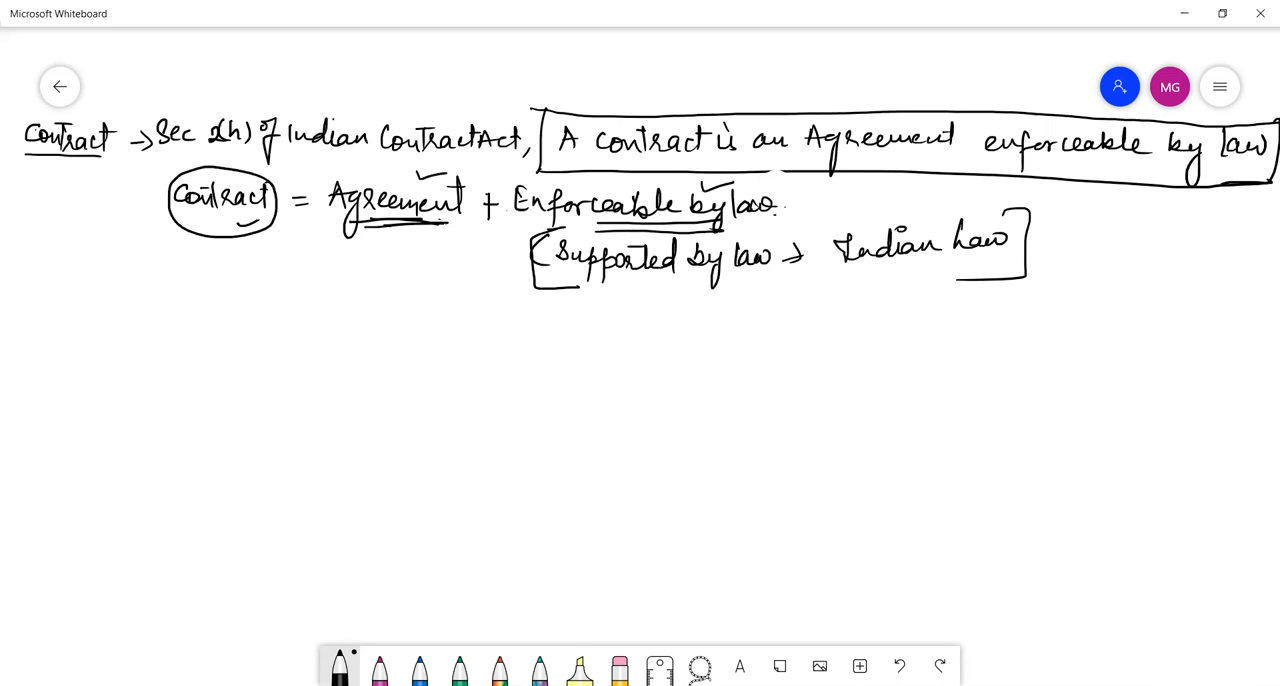 Microsoft Whiteboard
MG
Contract → Sec 2(h) of Indian Contract Act, A contract is an Agreement enforceable by law
Contract = Agreement + Enforceable by law.
(Supported by law → Indian Law
A